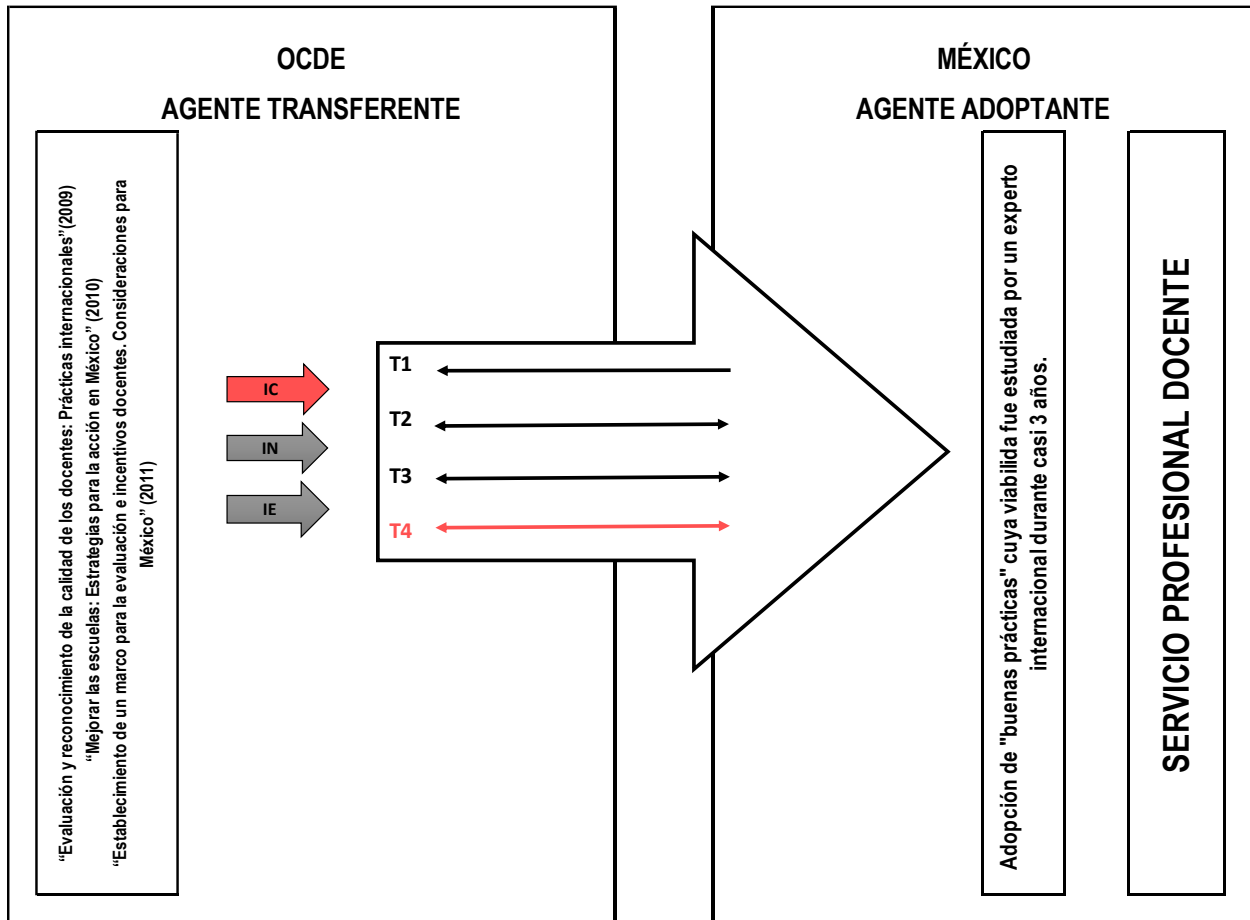 OCDE
AGENTE TRANSFERENTE
“Evaluación y reconocimiento de la calidad de los docentes: Prácticas internacionales”(2009)
“Mejorar las escuelas: Estrategias para la acción en México” (2010)
“Establecimiento de un marco para la evaluación e incentivos docentes. Consideraciones para
México” (2011)
IC
IN
IE
T1
T2
T3
T4
MÉXICO
AGENTE ADOPTANTE
Adopción de "buenas prácticas" cuya viabilida fue estudiada por un experto
internacional durante casi 3 años.
SERVICIO PROFESIONAL DOCENTE